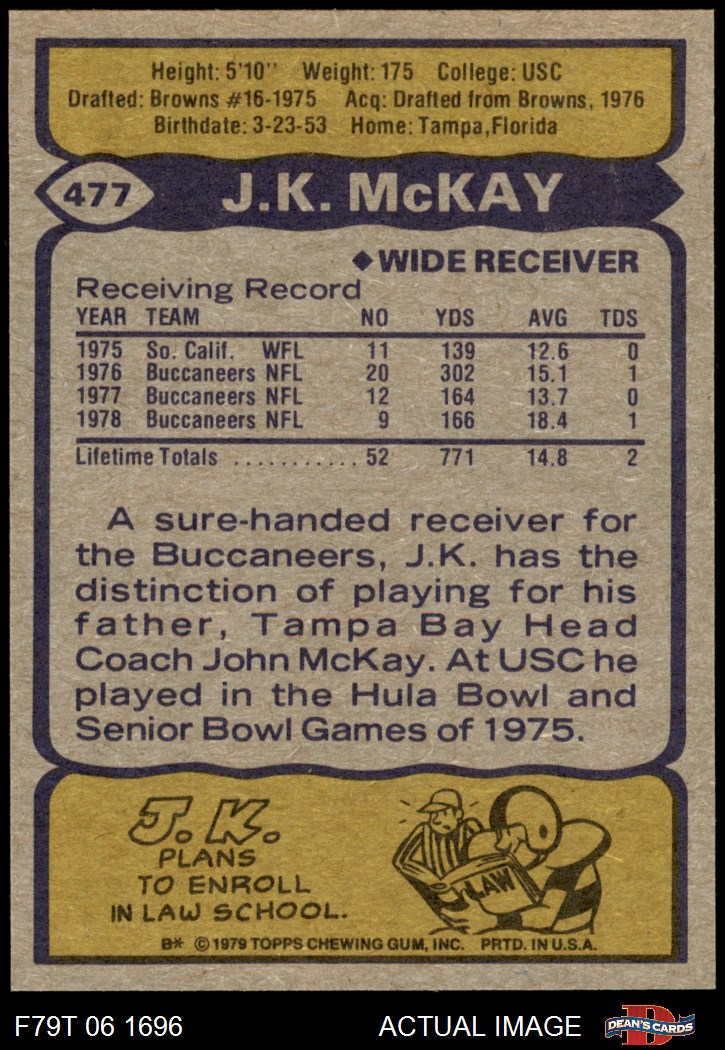 Height: 5'10" Weight: 175 College: USC
Drafted: Browns #16-1975 Acq: Drafted from Browns, 1976
Birthdate: 3-23-53 Home: Tampa, Florida
477 J.K. McKAY
◆WIDE RECEIVER
Receiving Record
YEAR TEAM NO YDS AVG TDS
1975 So. Calif. WFL 11 139 12.6 0
1976 Buccaneers NFL 20 302 15.1 1
1977 Buccaneers NFL 12 164 13.7 0
1978 Buccaneers NFL 9 166 18.4 1
Lifetime Totals ........... 52 771 14.8 2
A sure-handed receiver for
the Buccaneers, J.K. has the
distinction of playing for his
father, Tampa Bay Head
Coach John McKay. At USC he
played in the Hula Bowl and
Senior Bowl Games of 1975.
J.K.
PLANS
TO ENROLL
IN LAW SCHOOL.
LAW
B* © 1979 TOPPS CHEWING GUM, INC. PRTD. IN U.S.A.
F79T 06 1696 ACTUAL IMAGE D DEAN'S CARDS